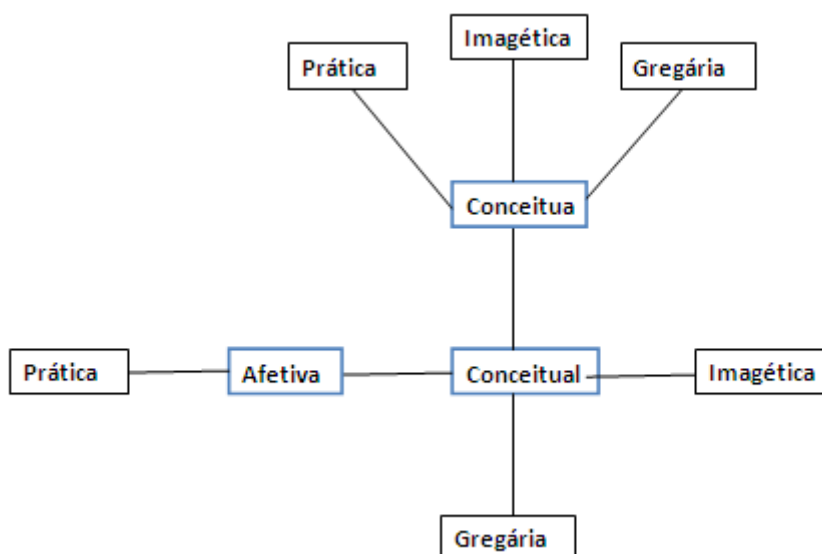 Imagética
Prática
Gregária
Conceitua
Prática
Afetiva
Conceitual
Imagética
Gregária